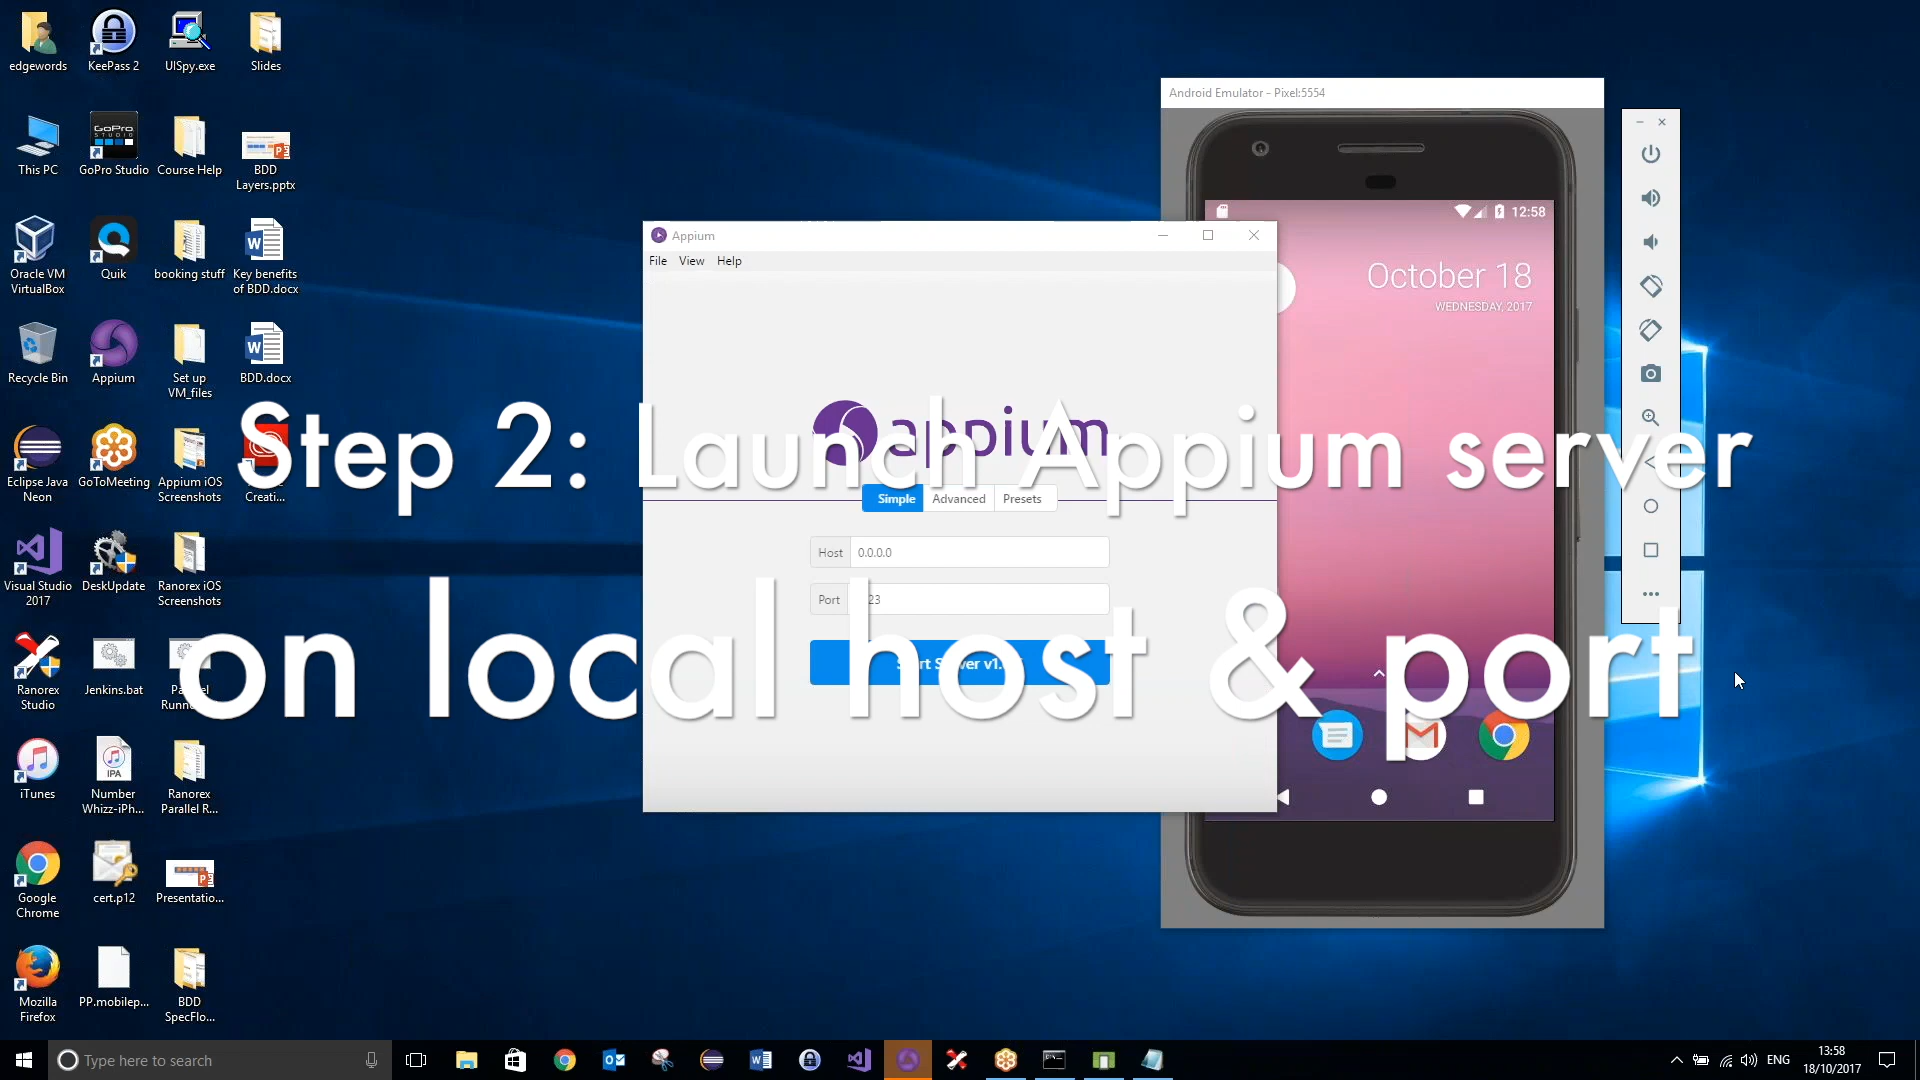 edgewords
KeePass 2
UISpy.exe
Slides
This PC
GoPro Studio
Course Help
BDD
Layers.pptx
Oracle VM
VirtualBox
Quik
booking stuff
Key benefits
of BDD.docx
Recycle Bin
Appium
Set up
VM_files
BDD.docx
Eclipse Java
Neon
GoToMeeting
Appium iOS
Screenshots
Creati...
Visual Studio
2017
DeskUpdate
Ranorex iOS
Screenshots
Ranorex
Studio
Jenkins.bat
iTunes
Number
Whizz-iPh...
Ranorex
Parallel R...
Google
Chrome
cert.p12
Presentatio...
Mozilla
Firefox
PP.mobilep...
BDD
SpecFlo...
Android Emulator - Pixel:5554
12:58
October 18
WEDNESDAY, 2017
Appium
File View Help
appium
Simple Advanced Presets
Host 0.0.0.0
Port
Step 2: Launch Appium server
on local host & port
Type here to search
ENG
13:58
18/10/2017